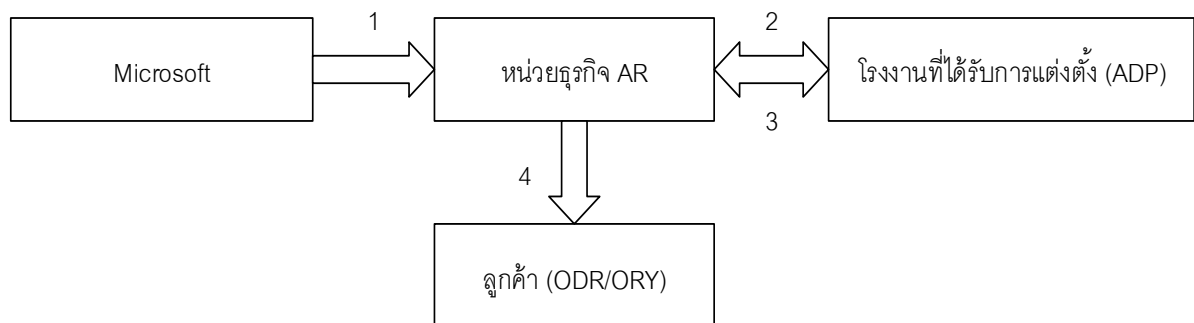 1
2
Microsoft
หน่วยธุรกิจ AR
โรงงานที่ได้รับการแต่งตั้ง (ADP)
3
4
ลูกค้า (ODR/ORY)